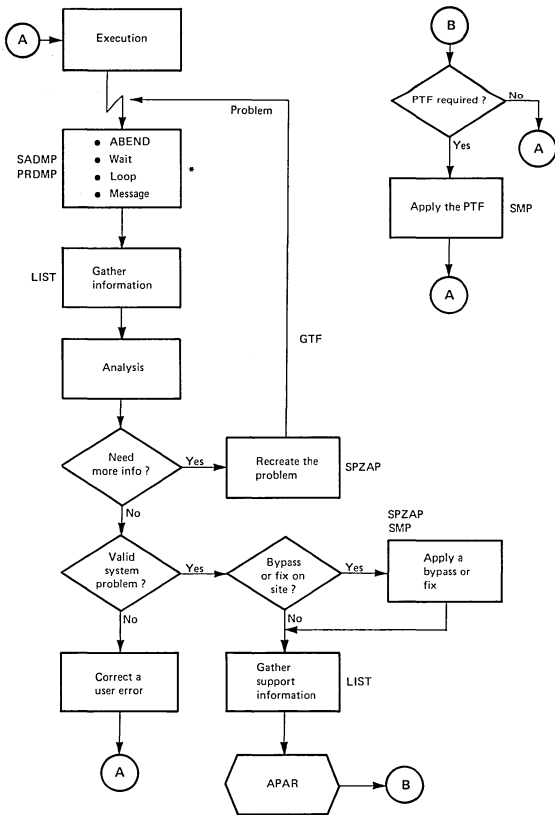 A
Execution
Problem
SADMP
PRDMP
• ABEND
• Wait
• Loop
• Message
*
LIST
Gather
information
Analysis
GTF
Need
more info ?
Yes
Recreate the
problem
SPZAP
No
Valid
system
problem ?
Yes
Bypass
or fix on
site ?
Yes
SPZAP
SMP
Apply a
bypass or
fix
No
No
Correct a
user error
Gather
support
information
LIST
A
APAR
B
B
PTF required ?
No
A
Yes
Apply the PTF
SMP
A